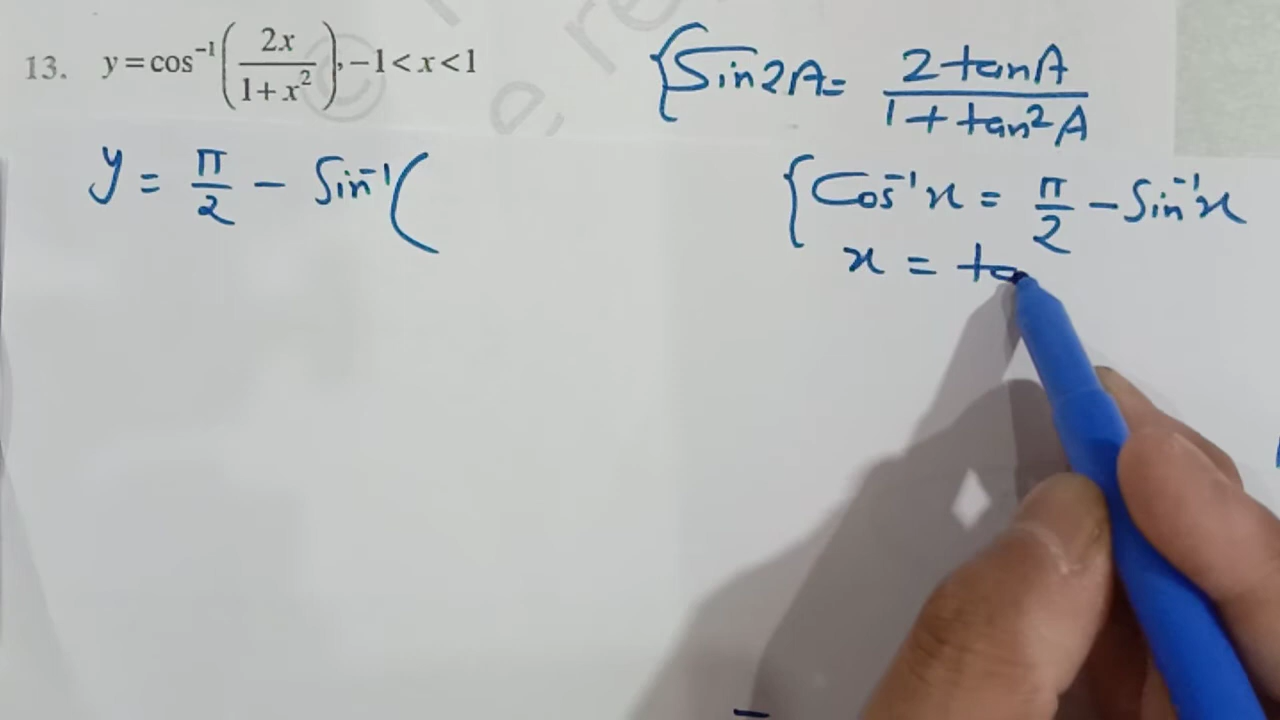 13. y=cos⁻¹(2x/(1+x²)), −1<x<1
{Sin2A= 2tanA/(1+tan²A)
y = π/2 − Sin⁻¹(
{Cos⁻¹x = π/2 − Sin⁻¹x
x = ta